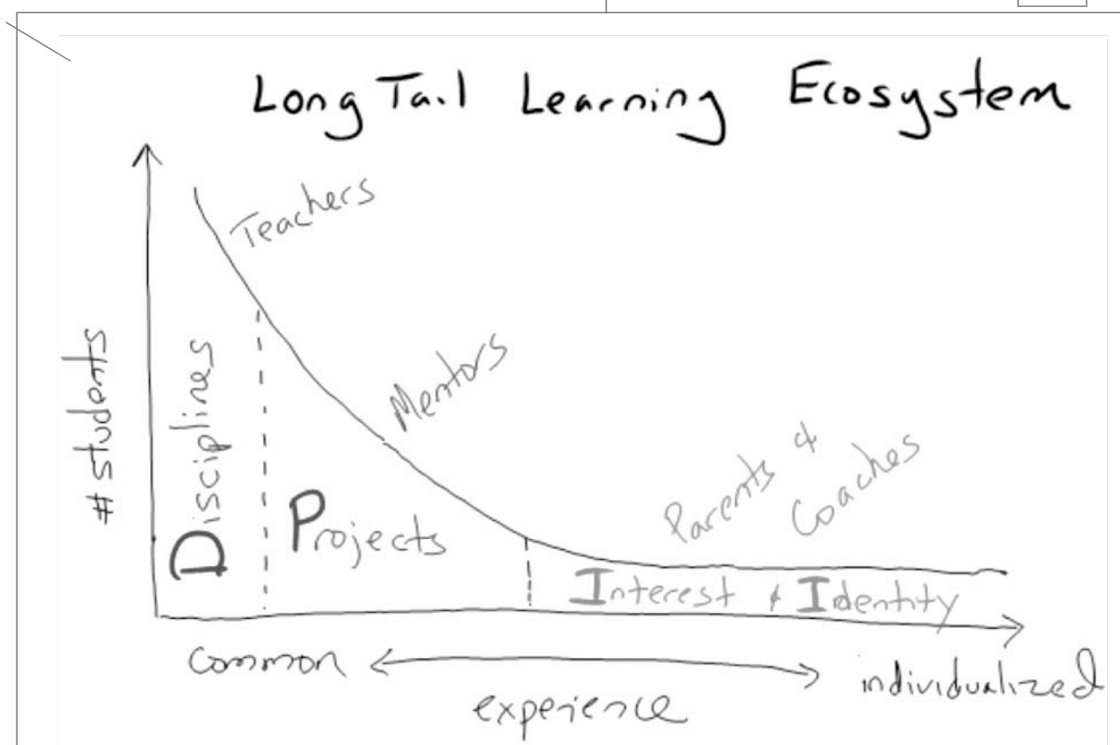 Long Tail Learning Ecosystem
Teachers
Mentors
Parents &
Coaches
# students
Disciplines
Projects
Interest & Identity
common
individualized
experience